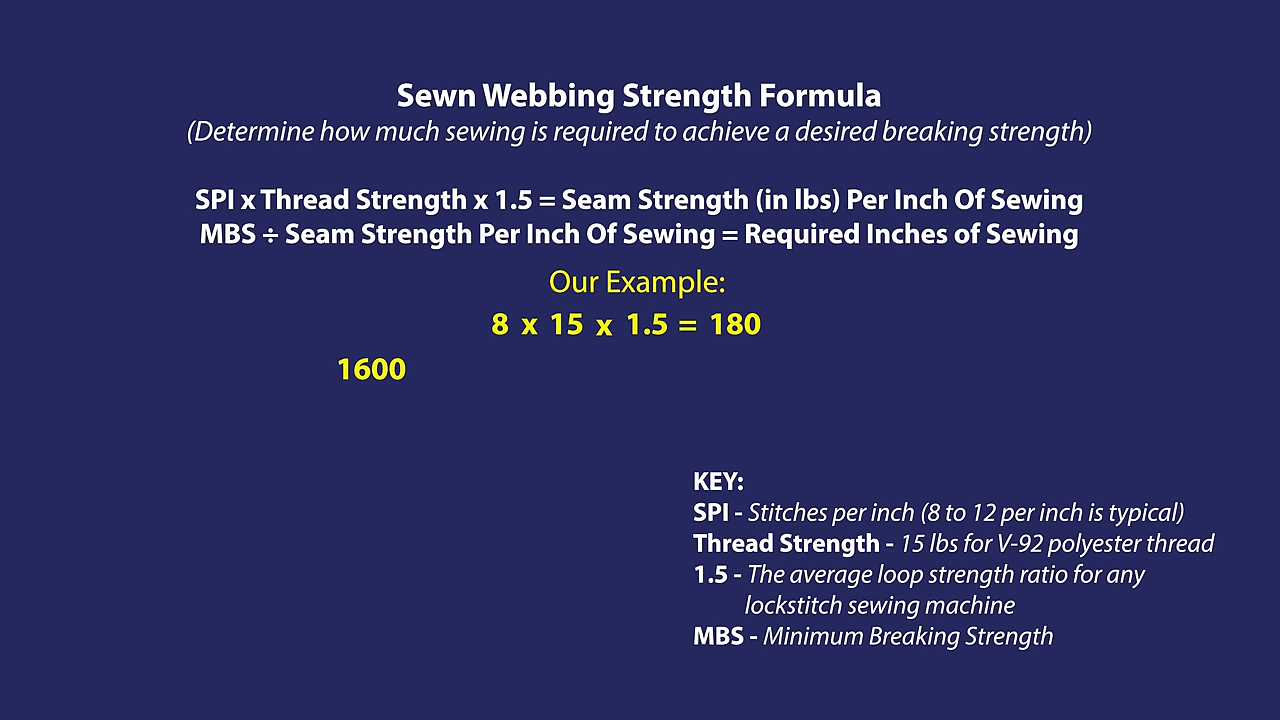 Sewn Webbing Strength Formula
(Determine how much sewing is required to achieve a desired breaking strength)
SPI x Thread Strength x 1.5 = Seam Strength (in lbs) Per Inch Of Sewing
MBS ÷ Seam Strength Per Inch Of Sewing = Required Inches of Sewing
Our Example:
8 x 15 x 1.5 = 180
1600
KEY:
SPI - Stitches per inch (8 to 12 per inch is typical)
Thread Strength - 15 lbs for V-92 polyester thread
1.5 - The average loop strength ratio for any
lockstitch sewing machine
MBS - Minimum Breaking Strength